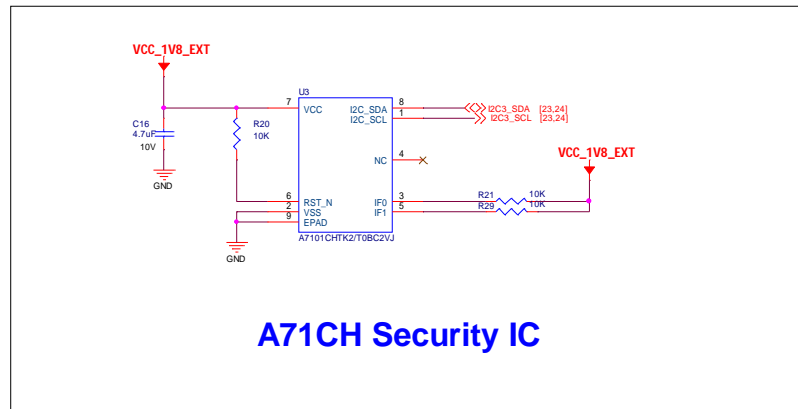 VCC_1V8_EXT
U3
7
VCC
I2C_SDA
8
I2C3_SDA [23,24]
I2C_SCL
1
I2C3_SCL [23,24]
C16
4.7uF
10V
R20
10K
GND
NC
4
VCC_1V8_EXT
6
RST_N
IF0
3
R21
10K
2
VSS
IF1
5
R29
10K
9
EPAD
A7101CHTK2/T0BC2VJ
GND
A71CH Security IC